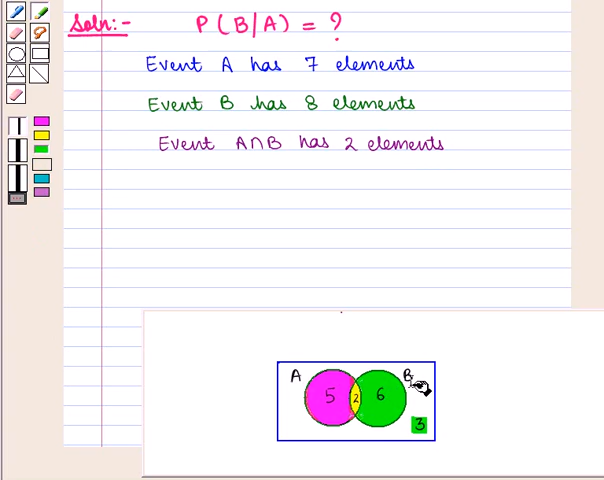 Soln:- P(B/A) = ?
Event A has 7 elements
Event B has 8 elements
Event A∩B has 2 elements
A B
5 2 6
3